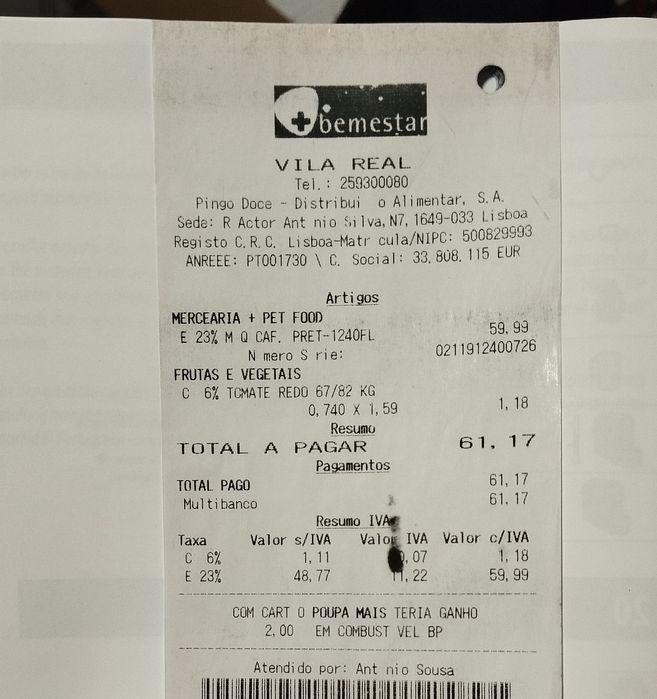 bemestar
VILA REAL
Tel.: 259300080
Pingo Doce - Distribui o Alimentar, S.A.
Sede: R Actor Ant nio Silva, N7, 1649-033 Lisboa
Registo C.R.C. Lisboa-Matr cula/NIPC: 500829993
ANREEE: PT001730 \ C. Social: 33.808.115 EUR
Artigos
MERCEARIA + PET FOOD
E 23% M Q CAF. PRET-1240FL 59,99
N mero S rie: 0211912400726
FRUTAS E VEGETAIS
C 6% TOMATE REDO 67/82 KG
0,740 X 1,59 1,18
Resumo
TOTAL A PAGAR 61,17
Pagamentos
TOTAL PAGO 61,17
Multibanco 61,17
Resumo IVA
Taxa Valor s/IVA Valor IVA Valor c/IVA
C 6% 1,11 0,07 1,18
E 23% 48,77 11,22 59,99
COM CART O POUPA MAIS TERIA GANHO
2,00 EM COMBUST VEL BP
Atendido por: Ant nio Sousa